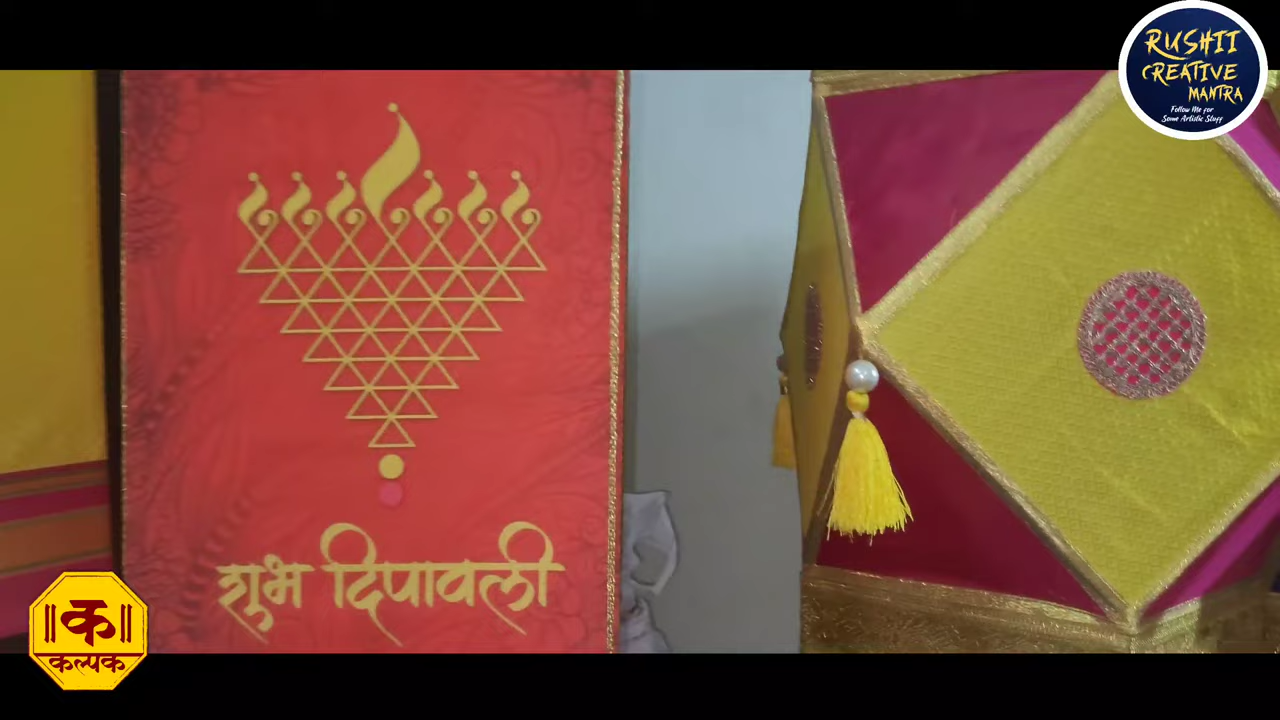 RUSHII
CREATIVE
MANTRA
Follow Me for
Some Artistic Stuff
शुभ दिपावली
॥क॥
कल्पक